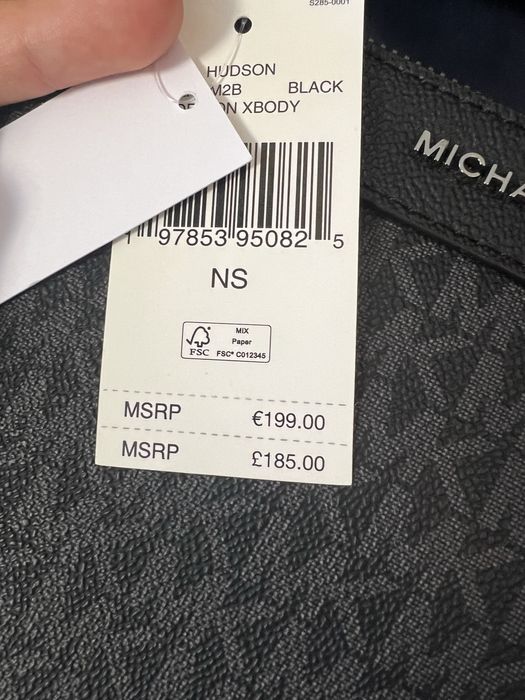 S285-0001
HUDSON
M2B BLACK
ON XBODY
MICHA
1 97853 95082 5
NS
FSC
MIX
Paper
FSC® C012345
MSRP €199.00
MSRP £185.00